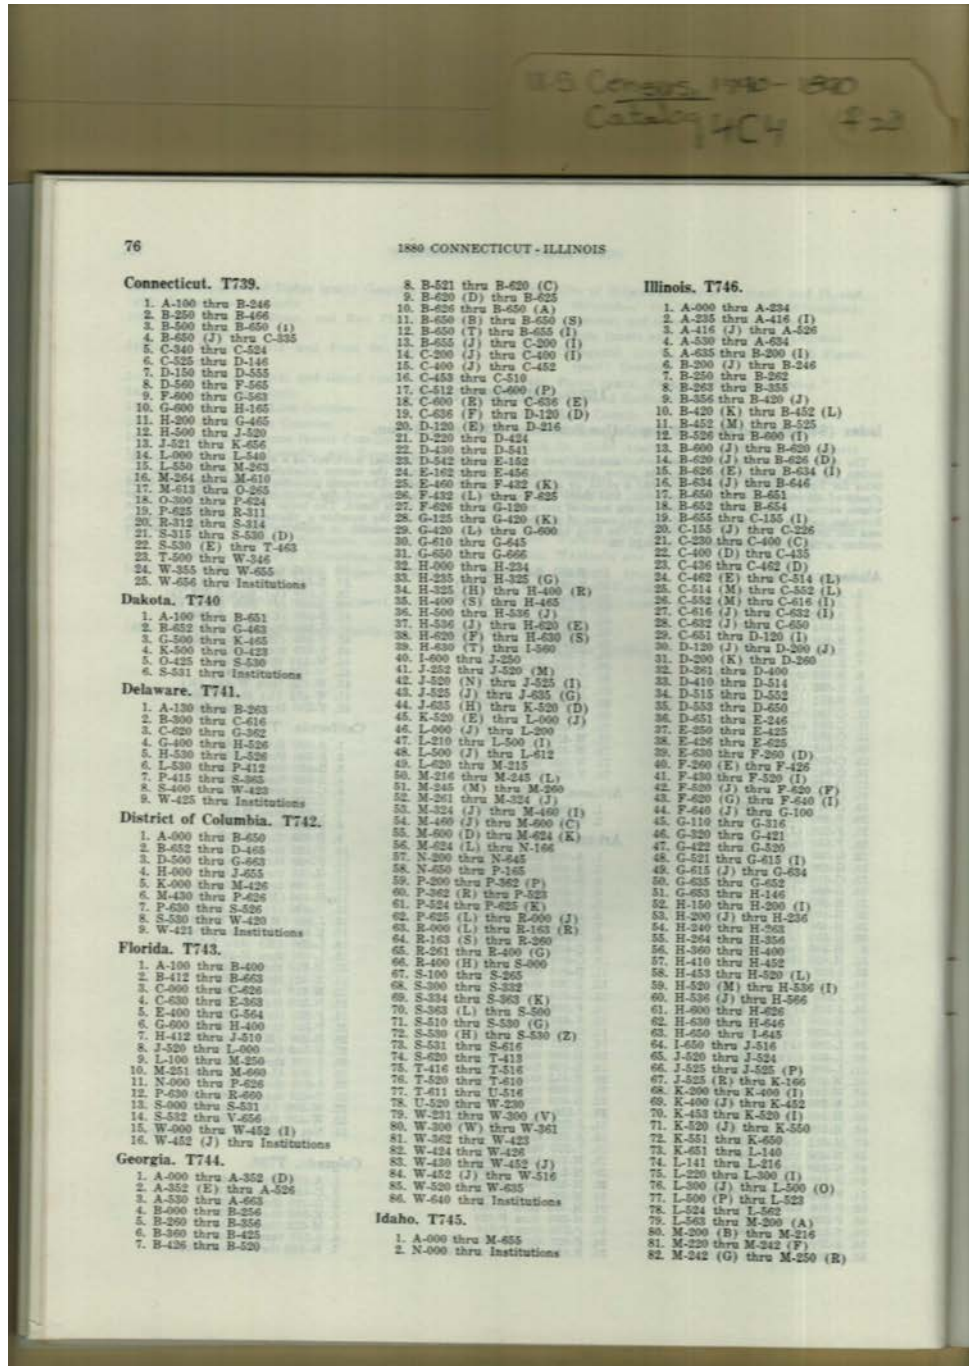 U.S. Census, 1790-1890
Catalog 4C4
76
1880 CONNECTICUT - ILLINOIS
Connecticut. T739.
1. A-100 thru B-246
2. B-250 thru B-466
3. B-500 thru B-650 (I)
4. B-650 (J) thru C-335
5. C-340 thru C-524
6. C-525 thru D-146
7. D-150 thru D-555
8. D-560 thru F-565
9. F-600 thru G-563
10. G-600 thru H-165
11. H-200 thru G-465
12. H-500 thru J-520
13. J-521 thru K-656
14. L-000 thru L-540
15. L-550 thru M-263
16. M-264 thru M-610
17. M-613 thru O-265
18. O-300 thru P-624
19. P-625 thru R-311
20. R-312 thru S-314
21. S-315 thru S-530 (D)
22. S-530 (E) thru T-463
23. T-500 thru W-346
24. W-355 thru W-655
25. W-656 thru Institutions
Dakota. T740
1. A-100 thru B-651
2. B-652 thru G-463
3. G-500 thru K-465
4. K-500 thru O-423
5. O-425 thru S-530
6. S-531 thru Institutions
Delaware. T741.
1. A-130 thru B-263
2. B-300 thru C-616
3. C-620 thru G-362
4. G-400 thru H-526
5. H-530 thru L-526
6. L-530 thru P-412
7. P-415 thru S-365
8. S-400 thru W-423
9. W-425 thru Institutions
District of Columbia. T742.
1. A-000 thru B-650
2. B-652 thru D-465
3. D-500 thru G-663
4. H-000 thru J-655
5. K-000 thru M-426
6. M-430 thru P-626
7. P-630 thru S-526
8. S-530 thru W-420
9. W-421 thru Institutions
Florida. T743.
1. A-100 thru B-400
2. B-412 thru B-663
3. C-000 thru C-626
4. C-630 thru E-363
5. E-400 thru G-564
6. G-600 thru H-400
7. H-412 thru J-510
8. J-520 thru L-000
9. L-100 thru M-250
10. M-251 thru M-660
11. N-000 thru P-626
12. P-630 thru R-660
13. S-000 thru S-531
14. S-532 thru V-656
15. W-000 thru W-452 (I)
16. W-452 (J) thru Institutions
Georgia. T744.
1. A-000 thru A-352 (D)
2. A-352 (E) thru A-526
3. A-530 thru A-663
4. B-000 thru B-256
5. B-260 thru B-356
6. B-360 thru B-425
7. B-426 thru B-520
8. B-521 thru B-620 (C)
9. B-620 (D) thru B-625
10. B-626 thru B-650 (A)
11. B-650 (B) thru B-650 (S)
12. B-650 (T) thru B-655 (I)
13. B-655 (J) thru C-200 (I)
14. C-200 (J) thru C-400 (I)
15. C-400 (J) thru C-452
16. C-453 thru C-510
17. C-512 thru C-600 (P)
18. C-600 (R) thru C-636 (E)
19. C-636 (F) thru D-120 (D)
20. D-120 (E) thru D-216
21. D-220 thru D-424
22. D-430 thru D-541
23. D-542 thru E-152
24. E-162 thru E-456
25. E-460 thru F-432 (K)
26. F-432 (L) thru F-625
27. F-626 thru G-120
28. G-125 thru G-420 (K)
29. G-420 (L) thru G-600
30. G-610 thru G-645
31. G-650 thru G-666
32. H-000 thru H-234
33. H-235 thru H-325 (G)
34. H-325 (H) thru H-400 (R)
35. H-400 (S) thru H-465
36. H-500 thru H-536 (J)
37. H-536 (J) thru H-620 (E)
38. H-620 (F) thru H-630 (S)
39. H-630 (T) thru I-560
40. I-600 thru J-250
41. J-252 thru J-520 (M)
42. J-520 (N) thru J-525 (I)
43. J-525 (J) thru J-635 (G)
44. J-635 (H) thru K-520 (D)
45. K-520 (E) thru L-000 (J)
46. L-000 (J) thru L-200
47. L-210 thru L-500 (I)
48. L-500 (J) thru L-612
49. L-620 thru M-215
50. M-216 thru M-245 (L)
51. M-245 (M) thru M-260
52. M-261 thru M-324 (J)
53. M-324 (J) thru M-460 (I)
54. M-460 (J) thru M-600 (C)
55. M-600 (D) thru M-624 (K)
56. M-624 (L) thru N-166
57. N-200 thru N-645
58. N-650 thru P-165
59. P-200 thru P-362 (P)
60. P-362 (R) thru P-523
61. P-524 thru P-625 (K)
62. P-625 (L) thru R-000 (J)
63. R-000 (L) thru R-163 (R)
64. R-163 (S) thru R-260
65. R-261 thru R-400 (G)
66. R-400 (H) thru S-000
67. S-100 thru S-265
68. S-300 thru S-332
69. S-334 thru S-363 (K)
70. S-363 (L) thru S-500
71. S-510 thru S-530 (G)
72. S-530 (H) thru S-530 (Z)
73. S-531 thru S-616
74. S-620 thru T-413
75. T-416 thru T-516
76. T-520 thru T-610
77. T-611 thru U-516
78. U-520 thru W-230
79. W-231 thru W-300 (V)
80. W-300 (W) thru W-361
81. W-362 thru W-423
82. W-424 thru W-426
83. W-430 thru W-452 (J)
84. W-452 (J) thru W-516
85. W-520 thru W-635
86. W-640 thru Institutions
Idaho. T745.
1. A-000 thru M-655
2. N-000 thru Institutions
Illinois. T746.
1. A-000 thru A-234
2. A-235 thru A-416 (I)
3. A-416 (J) thru A-526
4. A-530 thru A-634
5. A-635 thru B-200 (I)
6. B-200 (J) thru B-246
7. B-250 thru B-262
8. B-263 thru B-355
9. B-356 thru B-420 (J)
10. B-420 (K) thru B-452 (L)
11. B-452 (M) thru B-525
12. B-526 thru B-600 (I)
13. B-600 (J) thru B-620 (J)
14. B-620 (J) thru B-626 (D)
15. B-626 (E) thru B-634 (I)
16. B-634 (J) thru B-646
17. B-650 thru B-651
18. B-652 thru B-654
19. B-655 thru C-155 (I)
20. C-155 (J) thru C-226
21. C-230 thru C-400 (C)
22. C-400 (D) thru C-435
23. C-436 thru C-462 (D)
24. C-462 (E) thru C-514 (L)
25. C-514 (M) thru C-552 (L)
26. C-552 (M) thru C-616 (I)
27. C-616 (J) thru C-632 (I)
28. C-632 (J) thru C-650
29. C-651 thru D-120 (I)
30. D-120 (J) thru D-200 (J)
31. D-200 (K) thru D-260
32. D-261 thru D-400
33. D-410 thru D-514
34. D-515 thru D-552
35. D-553 thru D-650
36. D-651 thru E-246
37. E-250 thru E-425
38. E-426 thru E-625
39. E-630 thru F-260 (D)
40. F-260 (E) thru F-426
41. F-430 thru F-520 (I)
42. F-520 (J) thru F-620 (F)
43. F-620 (G) thru F-640 (I)
44. F-640 (J) thru G-100
45. G-110 thru G-316
46. G-320 thru G-421
47. G-422 thru G-520
48. G-521 thru G-615 (I)
49. G-615 (J) thru G-634
50. G-635 thru G-652
51. G-653 thru H-146
52. H-150 thru H-200 (I)
53. H-200 (J) thru H-236
54. H-240 thru H-263
55. H-264 thru H-356
56. H-360 thru H-400
57. H-410 thru H-452
58. H-453 thru H-520 (L)
59. H-520 (M) thru H-536 (I)
60. H-536 (J) thru H-566
61. H-600 thru H-626
62. H-630 thru H-646
63. H-650 thru I-645
64. I-650 thru J-516
65. J-520 thru J-524
66. J-525 thru J-525 (P)
67. J-525 (R) thru K-166
68. K-200 thru K-400 (I)
69. K-400 (J) thru K-452
70. K-453 thru K-520 (I)
71. K-520 (J) thru K-550
72. K-551 thru K-650
73. K-651 thru L-140
74. L-141 thru L-216
75. L-220 thru L-300 (I)
76. L-300 (J) thru L-500 (O)
77. L-500 (P) thru L-523
78. L-524 thru L-562
79. L-563 thru M-200 (A)
80. M-200 (B) thru M-216
81. M-220 thru M-242 (F)
82. M-242 (G) thru M-250 (R)